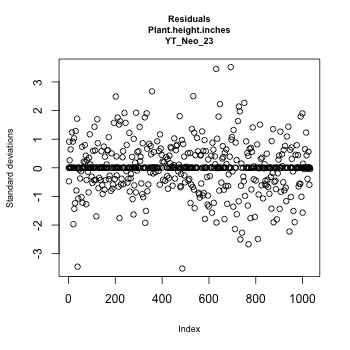 Residuals
Plant.height.inches
YT_Neo_23
Standard deviations
3
2
1
0
-1
-2
-3
0
200
400
600
800
1000
Index